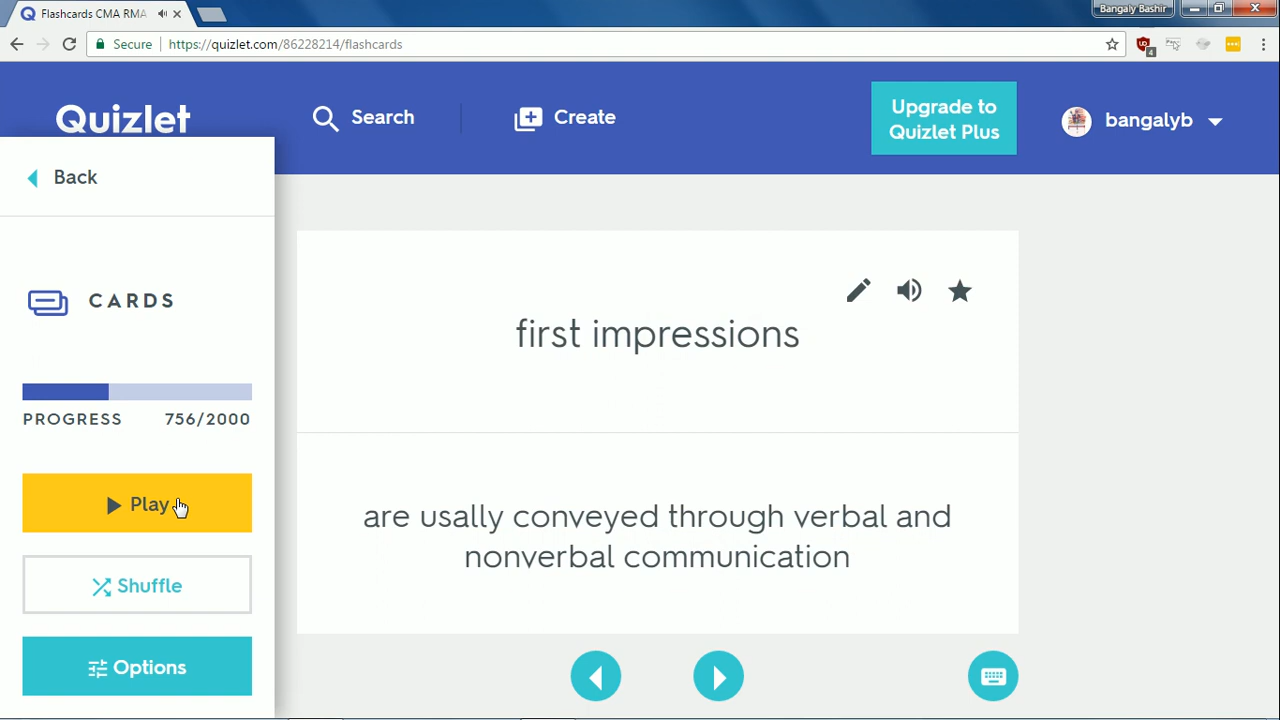 Flashcards CMA RMA
Bangaly Bashir
Secure
https://quizlet.com/86228214/flashcards
4
Quizlet
Search
Create
Upgrade to
Quizlet Plus
bangalyb
Back
CARDS
PROGRESS 756/2000
Play
Shuffle
Options
first impressions
are usally conveyed through verbal and
nonverbal communication